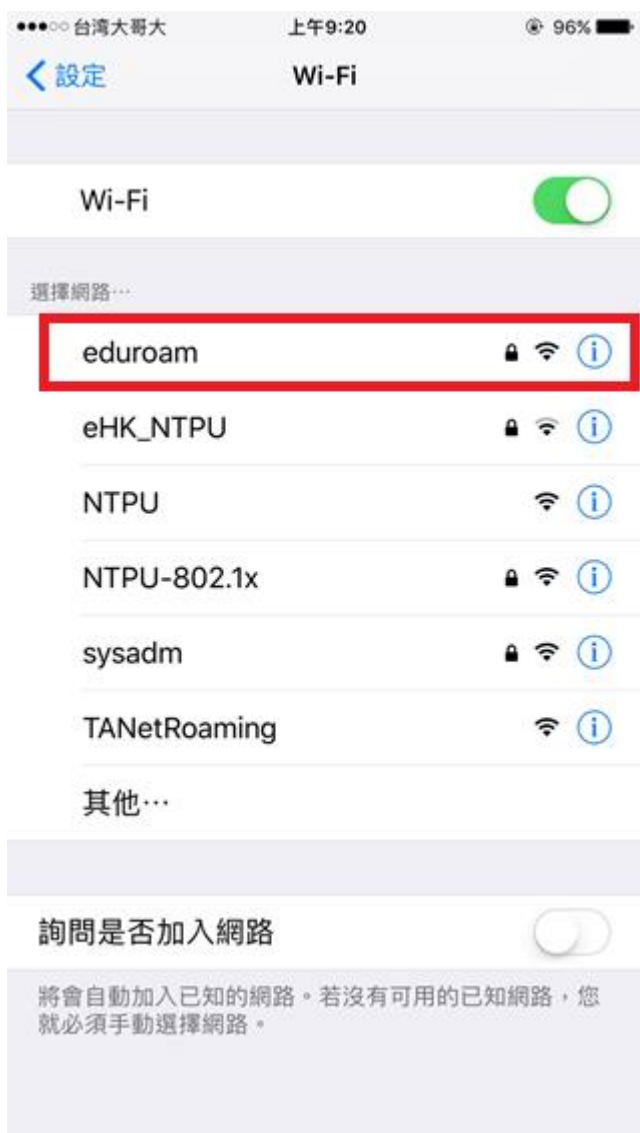 台湾大哥大 上午9:20 96%
設定 Wi-Fi
Wi-Fi
選擇網路⋯
eduroam
eHK_NTPU
NTPU
NTPU-802.1x
sysadm
TANetRoaming
其他⋯
詢問是否加入網路
將會自動加入已知的網路。若沒有可用的已知網路，您
就必須手動選擇網路。